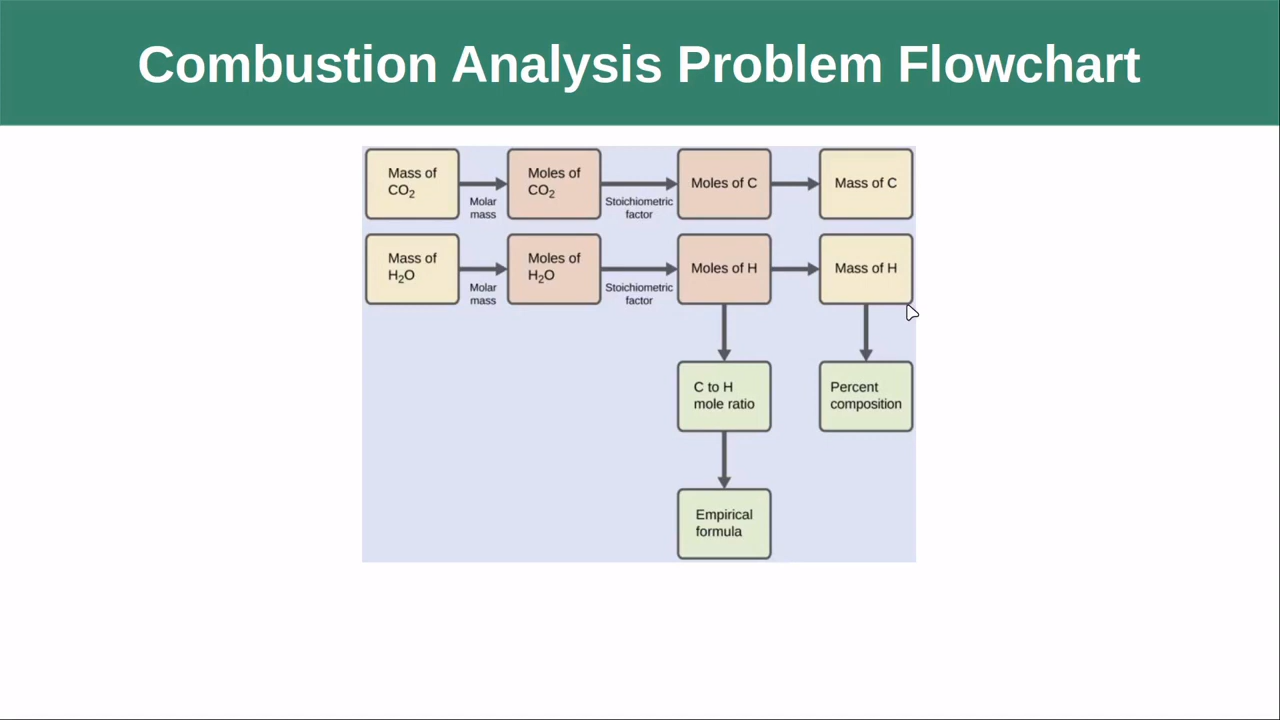 Combustion Analysis Problem Flowchart
Mass of
CO₂
Molar
mass
Moles of
CO₂
Stoichiometric
factor
Moles of C
Mass of C
Mass of
H₂O
Molar
mass
Moles of
H₂O
Stoichiometric
factor
Moles of H
Mass of H
C to H
mole ratio
Percent
composition
Empirical
formula